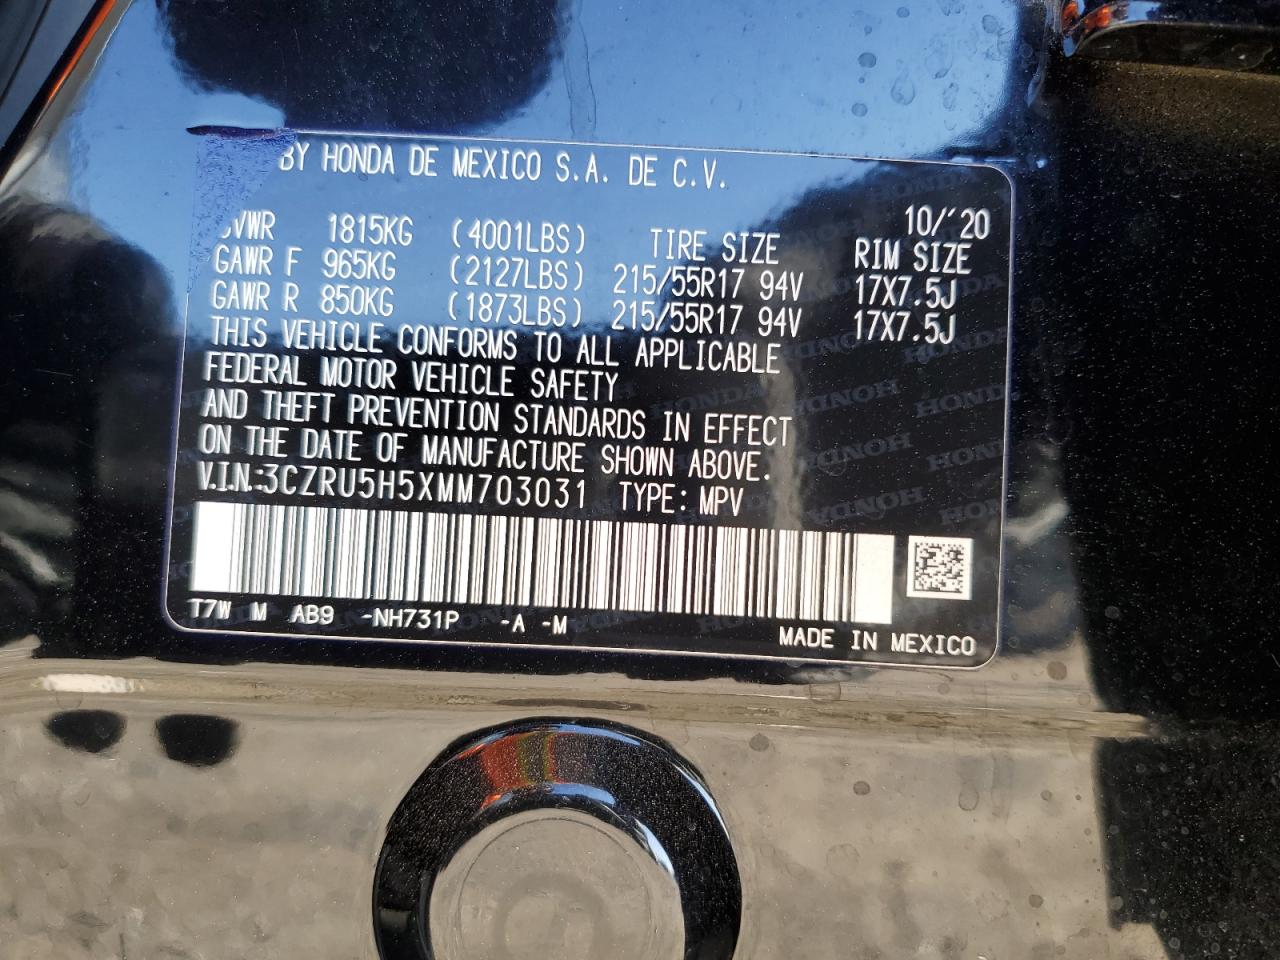 BY HONDA DE MEXICO S.A. DE C.V.
10/'20
GVWR 1815KG (4001LBS) TIRE SIZE RIM SIZE
GAWR F 965KG (2127LBS) 215/55R17 94V 17X7.5J
GAWR R 850KG (1873LBS) 215/55R17 94V 17X7.5J
THIS VEHICLE CONFORMS TO ALL APPLICABLE
FEDERAL MOTOR VEHICLE SAFETY
AND THEFT PREVENTION STANDARDS IN EFFECT
ON THE DATE OF MANUFACTURE SHOWN ABOVE.
V.I.N.:3CZRU5H5XMM703031 TYPE: MPV
T7W M AB9 -NH731P -A -M
MADE IN MEXICO